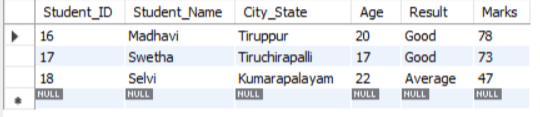 Student_ID Student_Name City_State Age Result Marks
16 Madhavi Tiruppur 20 Good 78
17 Swetha Tiruchirapalli 17 Good 73
18 Selvi Kumarapalayam 22 Average 47
NULL NULL NULL NULL NULL NULL